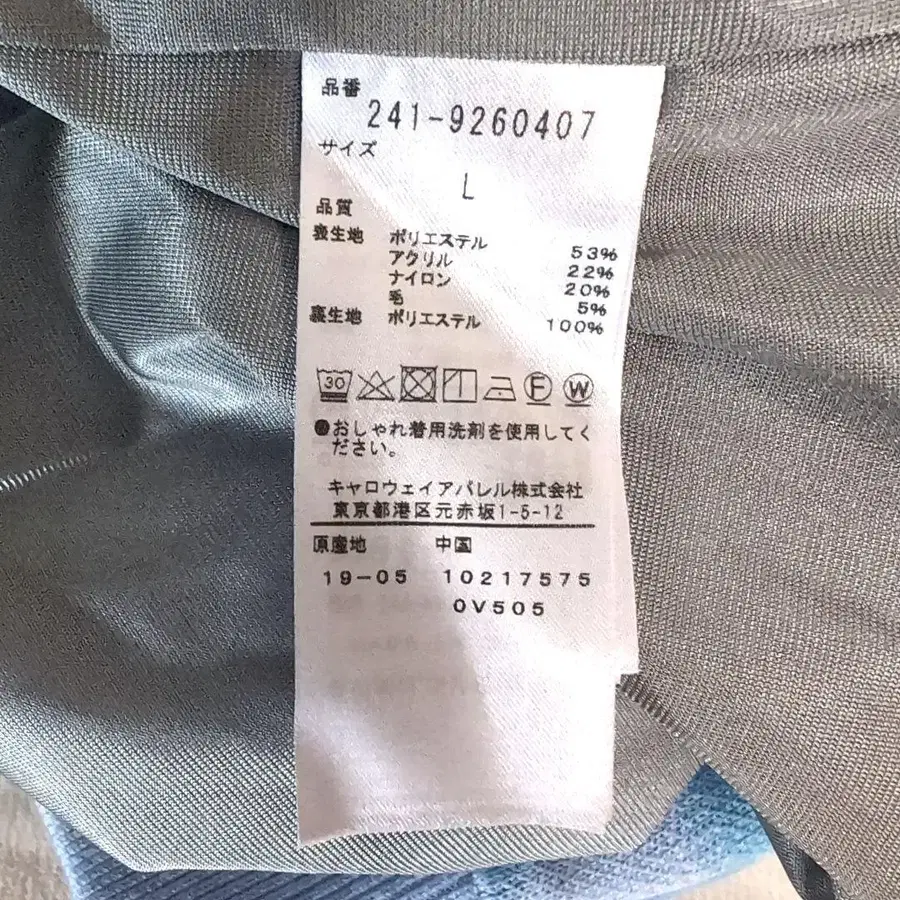 品番
241-9260407
サイズ
L
品質
表生地 ポリエステル 53%
アクリル 22%
ナイロン 20%
毛 5%
裏生地 ポリエステル 100%
30 F W
●おしゃれ着用洗剤を使用してく
ださい。
キャロウェイアパレル株式会社
東京都港区元赤坂1-5-12
原産地 中国
19-05 10217575
0V505